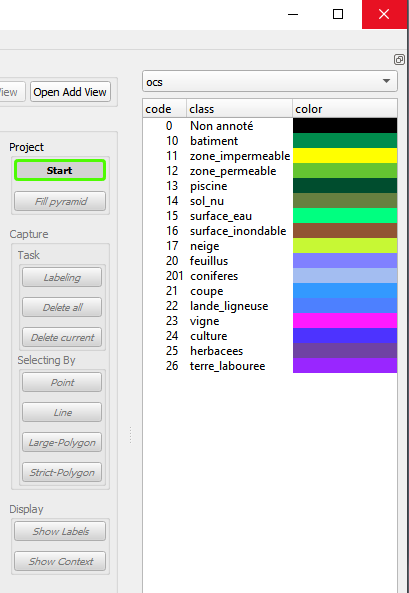 View
Open Add View
Project
Start
Fill pyramid
Capture
Task
Labeling
Delete all
Delete current
Selecting By
Point
Line
Large-Polygon
Strict-Polygon
Display
Show Labels
Show Context
ocs
code class color
0 Non annoté
10 batiment
11 zone_impermeable
12 zone_permeable
13 piscine
14 sol_nu
15 surface_eau
16 surface_inondable
17 neige
20 feuillus
201 coniferes
21 coupe
22 lande_ligneuse
23 vigne
24 culture
25 herbacees
26 terre_labouree